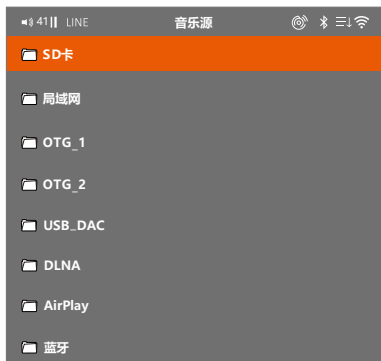 41 LINE 音乐源
SD卡
局域网
OTG_1
OTG_2
USB_DAC
DLNA
AirPlay
蓝牙